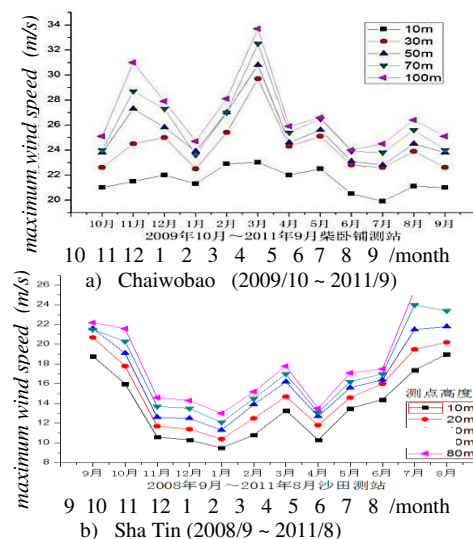 maximum wind speed (m/s)
34
32
30
28
26
24
22
20
10m
30m
50m
70m
100m
10月 11月 12月 1月 2月 3月 4月 5月 6月 7月 8月 9月
2009年10月～2011年9月柴卧铺测站
10 11 12 1 2 3 4 5 6 7 8 9 /month
a) Chaiwobao (2009/10 ~ 2011/9)
maximum wind speed (m/s)
26
24
22
20
18
16
14
12
10
8
测点高度
10m
20m
0m
0m
80m
9月 10月 11月 12月 1月 2月 3月 4月 5月 6月 7月 8月
2008年9月～2011年8月沙田测站
9 10 11 12 1 2 3 4 5 6 7 8 /month
b) Sha Tin (2008/9 ~ 2011/8)